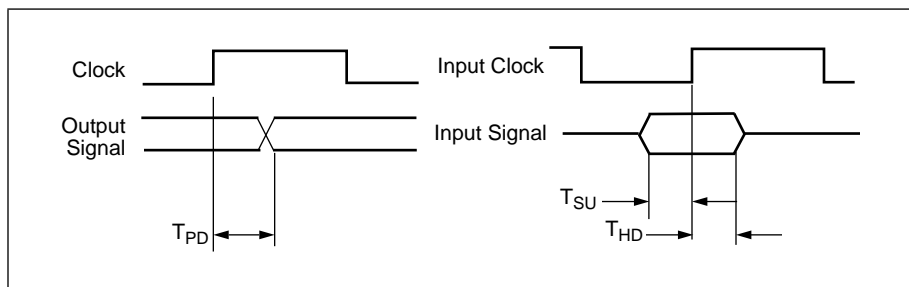 Clock
Output
Signal
TPD
Input Clock
Input Signal
TSU
THD